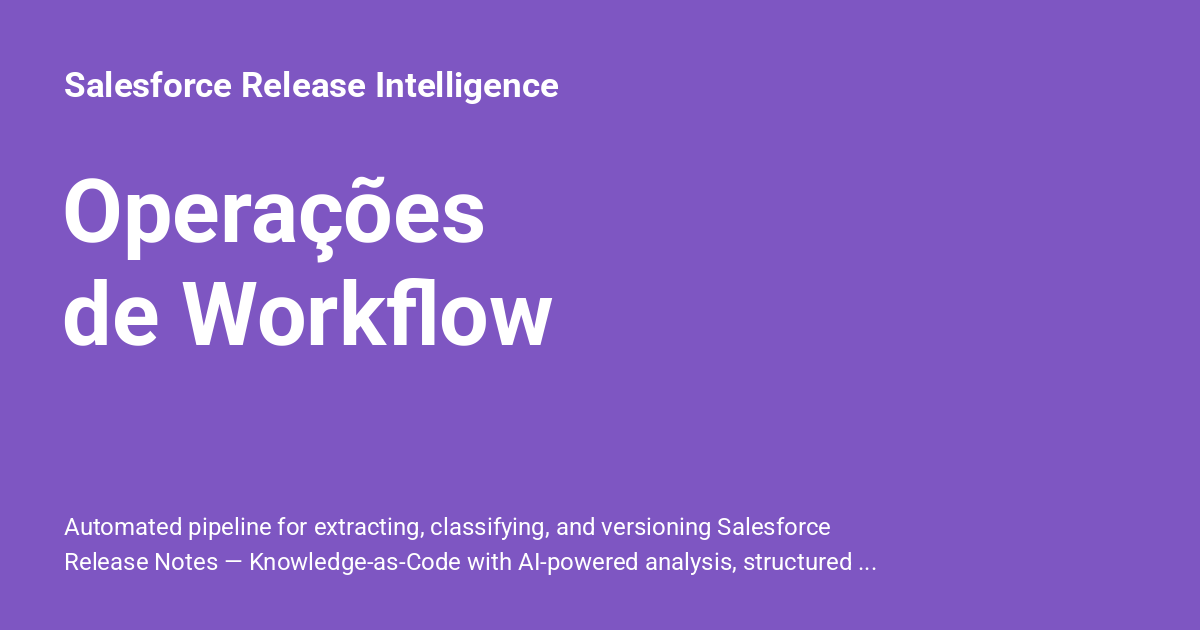 Salesforce Release Intelligence
Operações
de Workflow
Automated pipeline for extracting, classifying, and versioning Salesforce
Release Notes — Knowledge-as-Code with AI-powered analysis, structured ...